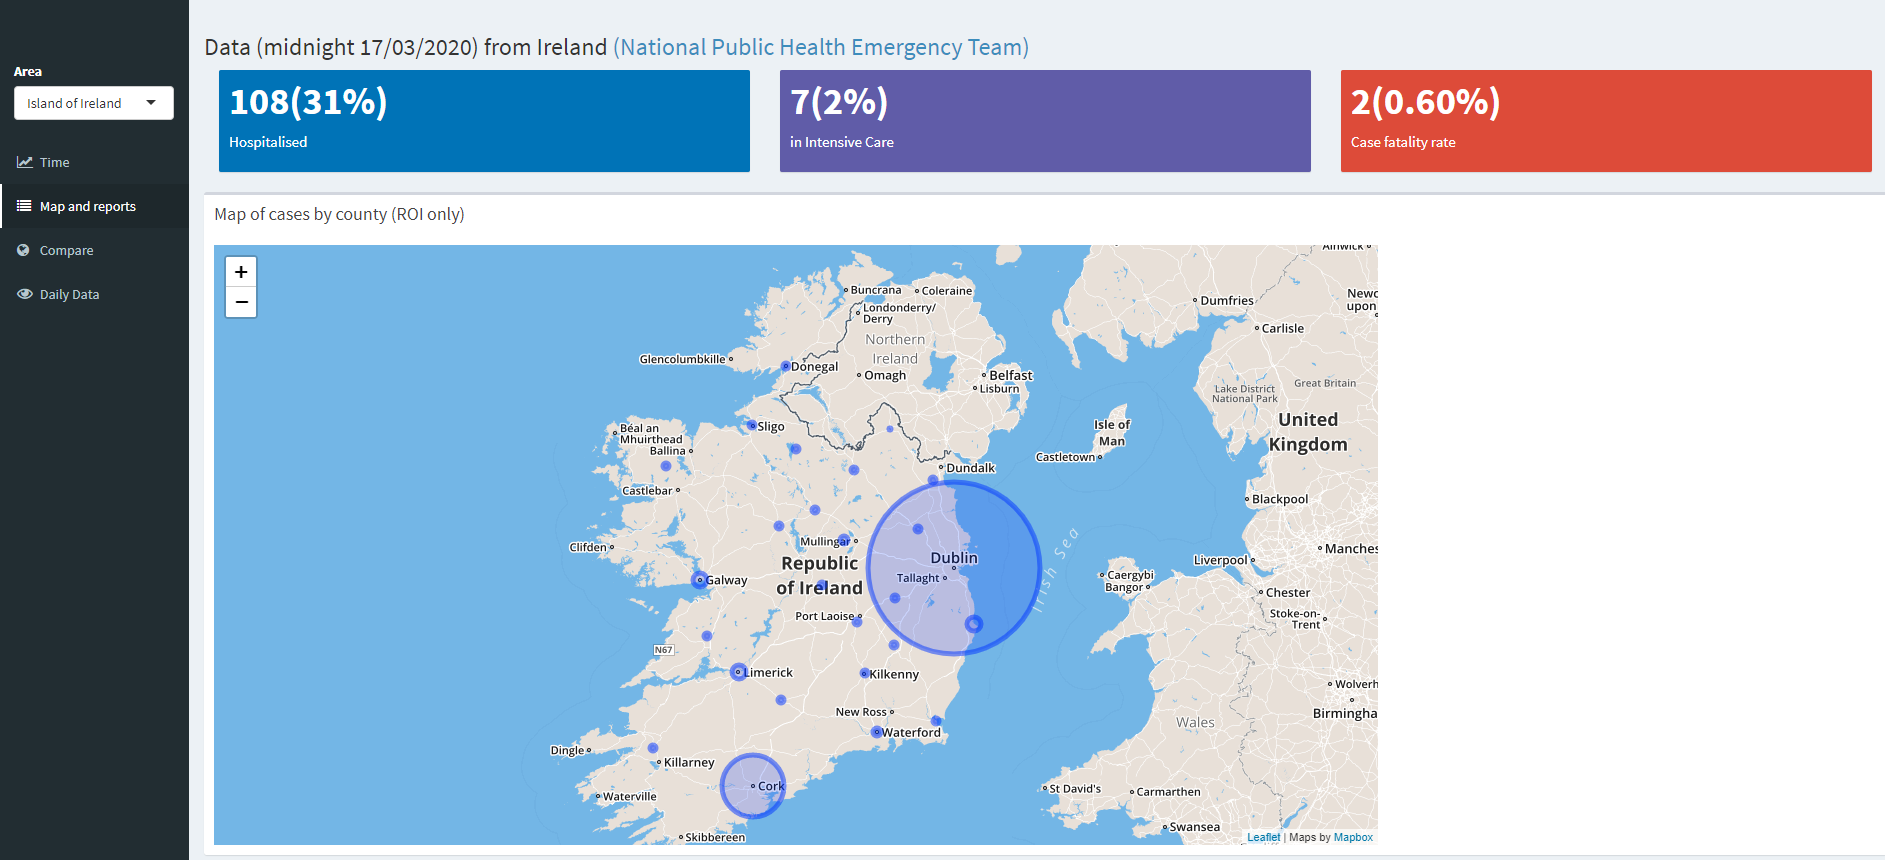 Data (midnight 17/03/2020) from Ireland (National Public Health Emergency Team)
Area
Island of Ireland
Time
Map and reports
Compare
Daily Data
108(31%)
Hospitalised
7(2%)
in Intensive Care
2(0.60%)
Case fatality rate
Map of cases by county (ROI only)
+
−
Alnwick
Buncrana
Coleraine
Londonderry/
Derry
Northern
Ireland
Glencolumbkille
Donegal
Omagh
Belfast
Lisburn
Dumfries
Newc
upon
Carlisle
Lake District
National Park
Great Britain
United
Kingdom
Isle of
Man
Castletown
Sligo
Béal an
Mhuirthead
Ballina
Castlebar
Dundalk
Blackpool
Clifden
Mullingar
Republic
of Ireland
Dublin
Tallaght
Irish Sea
Galway
Port Laoise
Liverpool
Manches
Caergybi
Bangor
Chester
Stoke-on-
Trent
N67
Limerick
Kilkenny
Wolverh
New Ross
Waterford
Wales
Birmingha
Dingle
Killarney
Cork
Waterville
St David's
Carmarthen
Skibbereen
Swansea
Leaflet | Maps by Mapbox